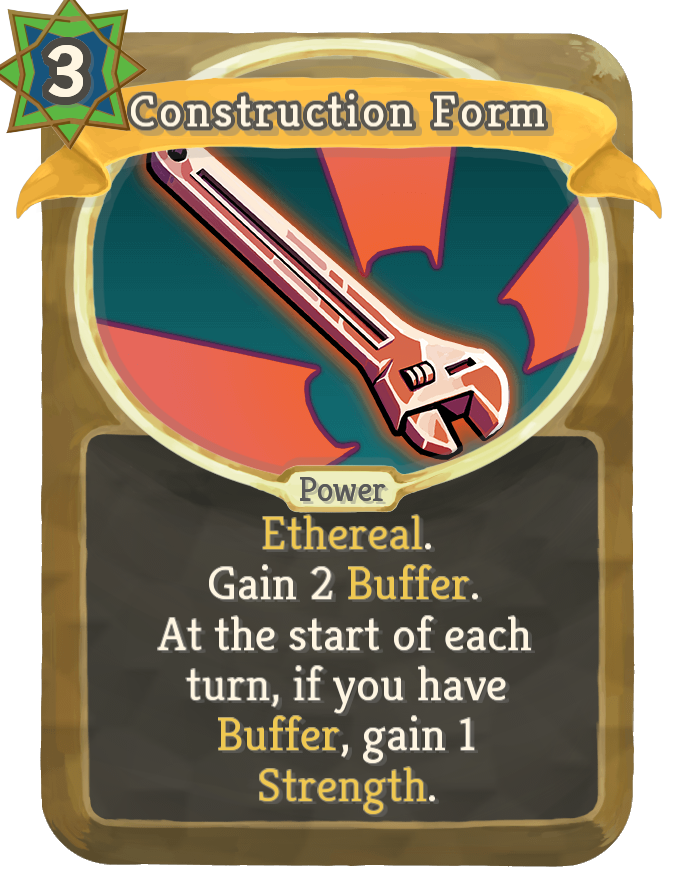 3
Construction Form
Power
Ethereal.
Gain 2 Buffer.
At the start of each
turn, if you have
Buffer, gain 1
Strength.